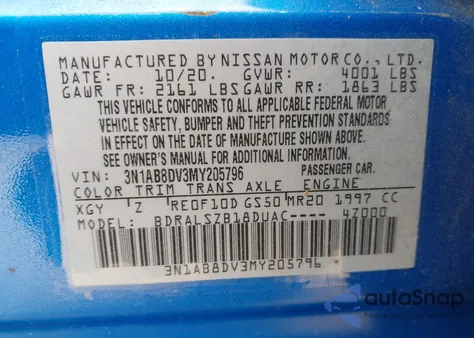 MANUFACTURED BY NISSAN MOTOR CO., LTD.
DATE: 10/20. GVWR: 4001 LBS
GAWR FR: 2161 LBS GAWR RR: 1863 LBS
THIS VEHICLE CONFORMS TO ALL APPLICABLE FEDERAL MOTOR
VEHICLE SAFETY, BUMPER AND THEFT PREVENTION STANDARDS
IN EFFECT ON THE DATE OF MANUFACTURE SHOWN ABOVE.
SEE OWNER'S MANUAL FOR ADDITIONAL INFORMATION
VIN: 3N1AB8DV3MY205796 PASSENGER CAR.
COLOR TRIM TRANS AXLE ENGINE
XGY 'Z RE0F10D GS50 MR20 1997 CC
MODEL: BDRALSZB18DUAC---- 4Z000
3N1AB8DV3MY205796
autoSnap